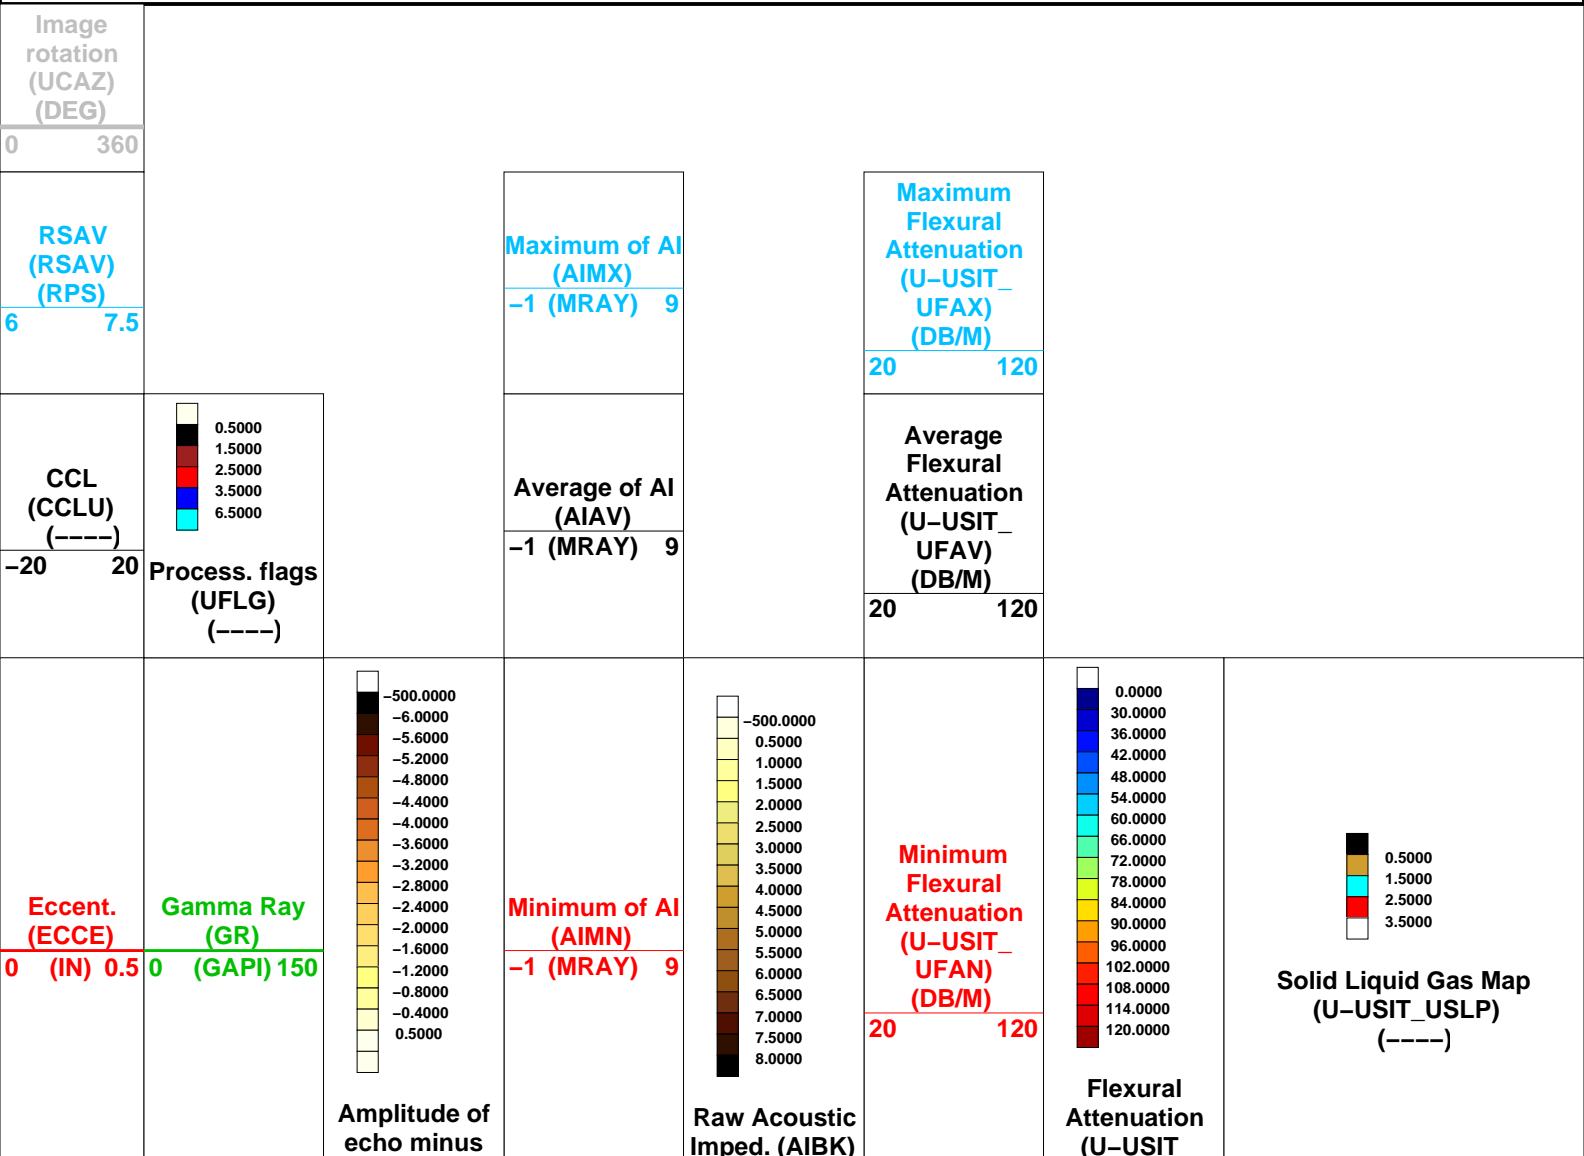 Image
rotation
(UCAZ)
(DEG)
0 360
RSAV
(RSAV)
(RPS)
6 7.5
Maximum of AI
(AIMX)
−1 (MRAY) 9
Maximum
Flexural
Attenuation
(U−USIT_
UFAX)
(DB/M)
20 120
CCL
(CCLU)
(−−−−)
−20 20
0.5000
1.5000
2.5000
3.5000
6.5000
Process. flags
(UFLG)
(−−−−)
Average of AI
(AIAV)
−1 (MRAY) 9
Average
Flexural
Attenuation
(U−USIT_
UFAV)
(DB/M)
20 120
Eccent.
(ECCE)
0 (IN) 0.5
Gamma Ray
(GR)
0 (GAPI) 150
−500.0000
−6.0000
−5.6000
−5.2000
−4.8000
−4.4000
−4.0000
−3.6000
−3.2000
−2.8000
−2.4000
−2.0000
−1.6000
−1.2000
−0.8000
−0.4000
0.5000
Amplitude of
echo minus
Minimum of AI
(AIMN)
−1 (MRAY) 9
−500.0000
0.5000
1.0000
1.5000
2.0000
2.5000
3.0000
3.5000
4.0000
4.5000
5.0000
5.5000
6.0000
6.5000
7.0000
7.5000
8.0000
Raw Acoustic
Imped. (AIBK)
Minimum
Flexural
Attenuation
(U−USIT_
UFAN)
(DB/M)
20 120
0.0000
30.0000
36.0000
42.0000
48.0000
54.0000
60.0000
66.0000
72.0000
78.0000
84.0000
90.0000
96.0000
102.0000
108.0000
114.0000
120.0000
Flexural
Attenuation
(U−USIT
0.5000
1.5000
2.5000
3.5000
Solid Liquid Gas Map
(U−USIT_USLP)
(−−−−)